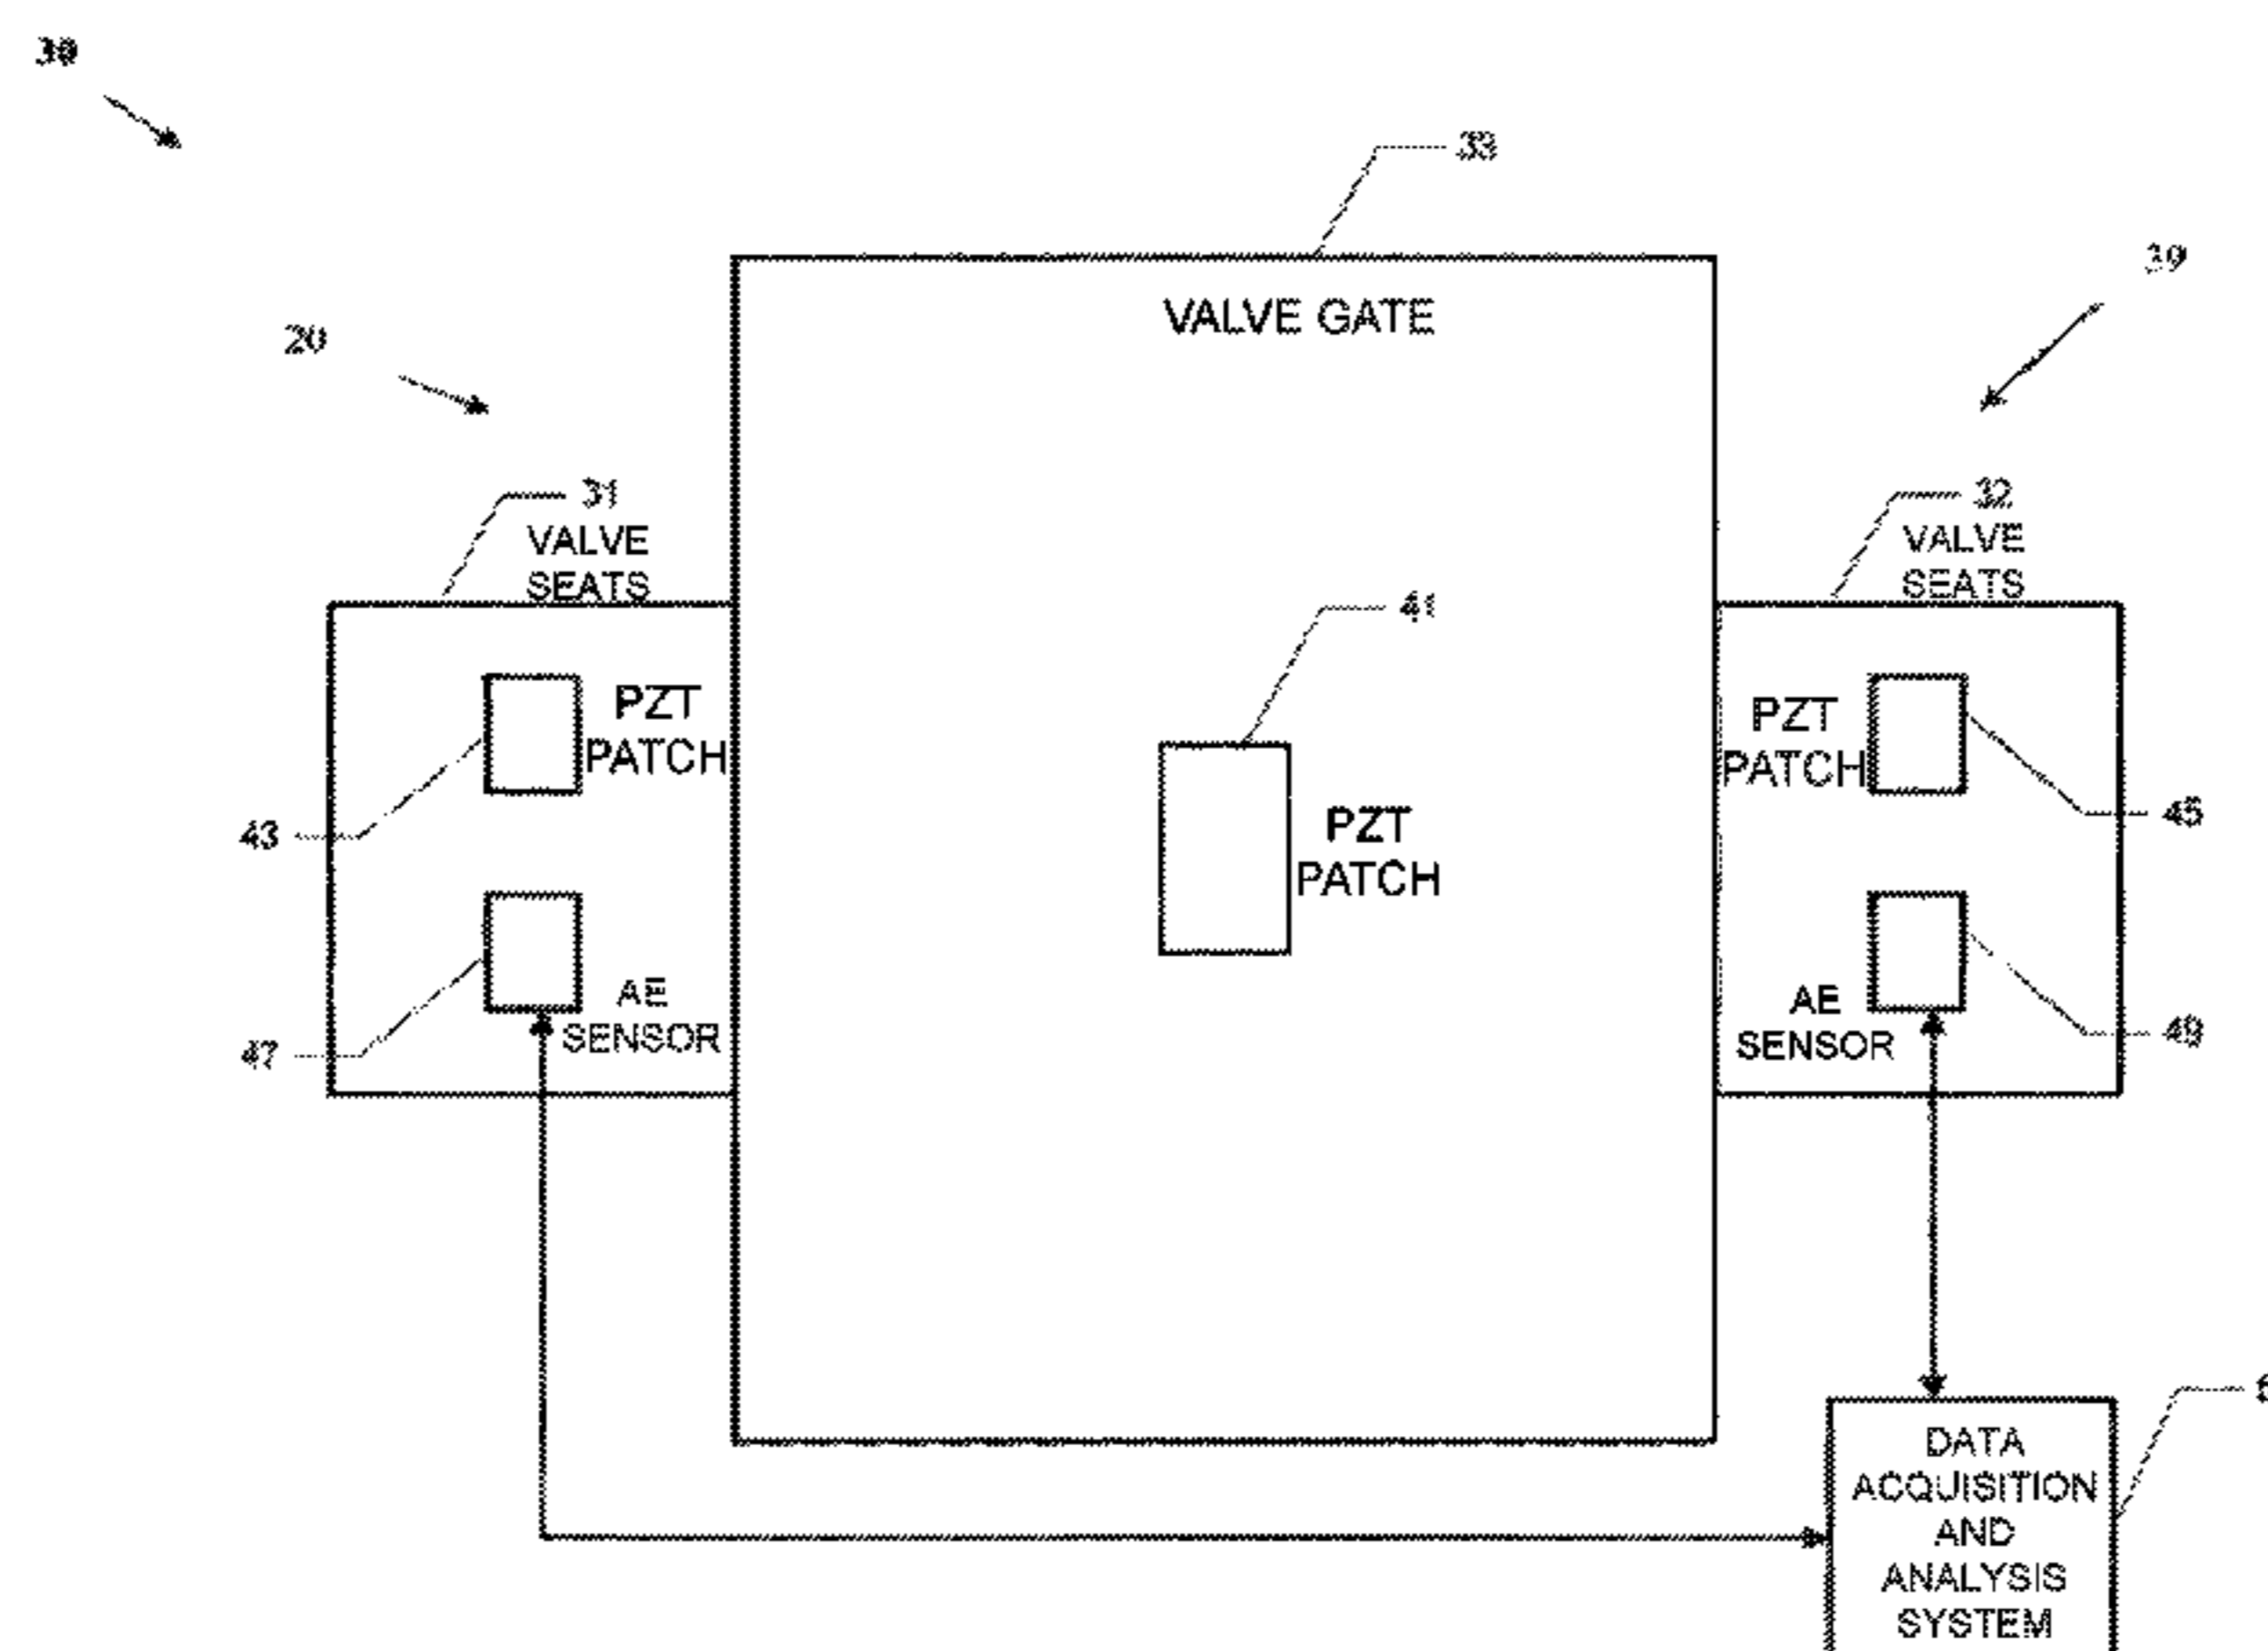 30
33
VALVE GATE
39
20
31
VALVE
SEATS
32
VALVE
SEATS
41
PZT
PATCH
43
PZT
PATCH
45
PZT
PATCH
AE
SENSOR
47
AE
SENSOR
49
DATA
ACQUISITION
AND
ANALYSIS
SYSTEM